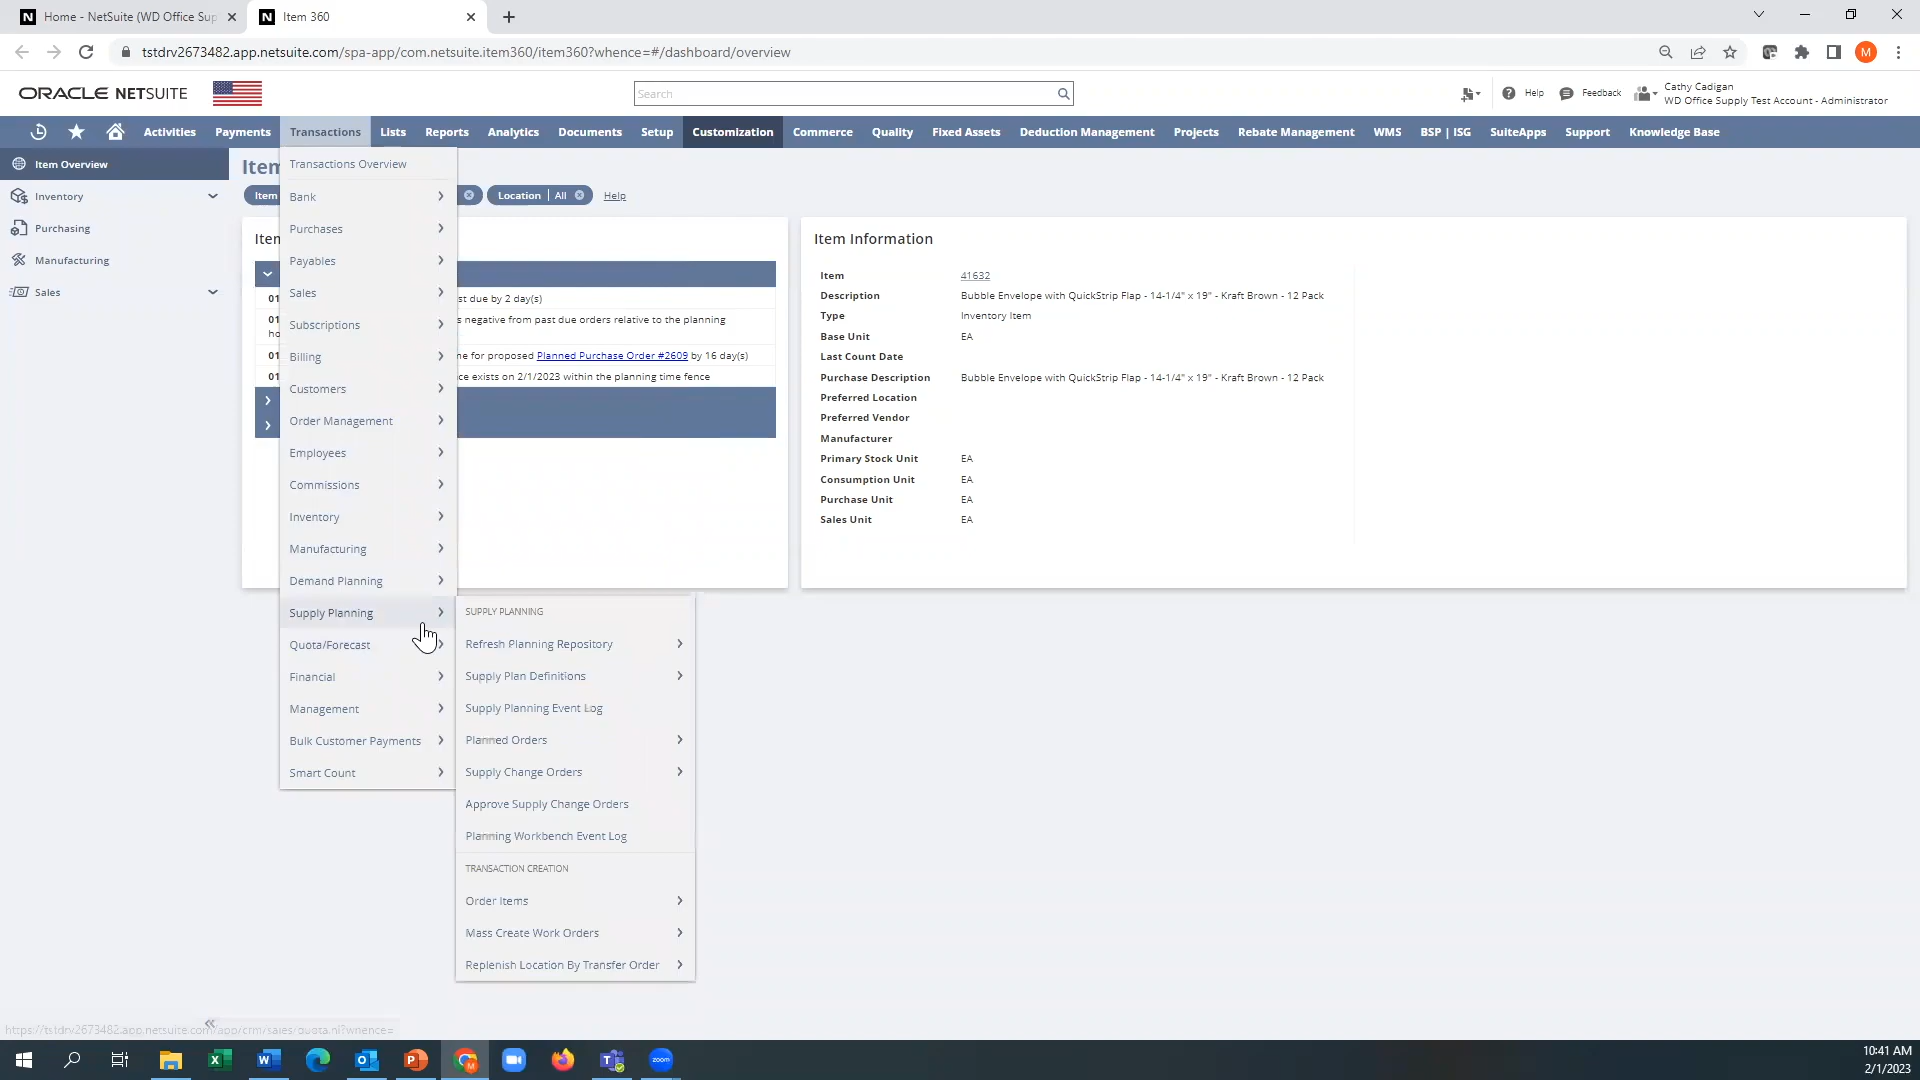 Home - NetSuite (WD Office Sup
Item 360
tstdrv2673482.app.netsuite.com/spa-app/com.netsuite.item360/item360?whence=#/dashboard/overview
M
ORACLE NETSUITE
Search
Help
Feedback
Cathy Cadigan
WD Office Supply Test Account - Administrator
Activities Payments Transactions Lists Reports Analytics Documents Setup Customization Commerce Quality Fixed Assets Deduction Management Projects Rebate Management WMS BSP | ISG SuiteApps Support Knowledge Base
Item Overview
Inventory
Purchasing
Manufacturing
Sales
Item
Item
Location | All
Help
Transactions Overview
Bank
Purchases
Payables
Sales
Subscriptions
Billing
Customers
Order Management
Employees
Commissions
Inventory
Manufacturing
Demand Planning
Supply Planning
Quota/Forecast
Financial
Management
Bulk Customer Payments
Smart Count
SUPPLY PLANNING
Refresh Planning Repository
Supply Plan Definitions
Supply Planning Event Log
Planned Orders
Supply Change Orders
Approve Supply Change Orders
Planning Workbench Event Log
TRANSACTION CREATION
Order Items
Mass Create Work Orders
Replenish Location By Transfer Order
01 st due by 2 day(s)
01 s negative from past due orders relative to the planning
ho
01 ne for proposed Planned Purchase Order #2609 by 16 day(s)
01 ce exists on 2/1/2023 within the planning time fence
Item Information
Item 41632
Description Bubble Envelope with QuickStrip Flap - 14-1/4" x 19" - Kraft Brown - 12 Pack
Type Inventory Item
Base Unit EA
Last Count Date
Purchase Description Bubble Envelope with QuickStrip Flap - 14-1/4" x 19" - Kraft Brown - 12 Pack
Preferred Location
Preferred Vendor
Manufacturer
Primary Stock Unit EA
Consumption Unit EA
Purchase Unit EA
Sales Unit EA
https://tstdrv2673482.app.netsuite.com/app/crm/sales/quota.nl?whence=
10:41 AM
2/1/2023